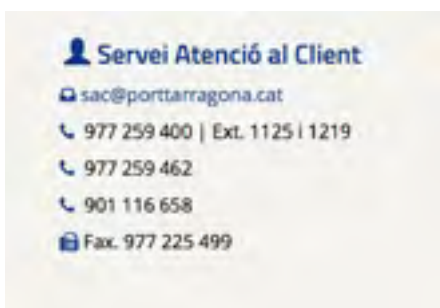 Servei Atenció al Client
sac@porttarragona.cat
977 259 400 | Ext. 1125 i 1219
977 259 462
901 116 658
Fax. 977 225 499